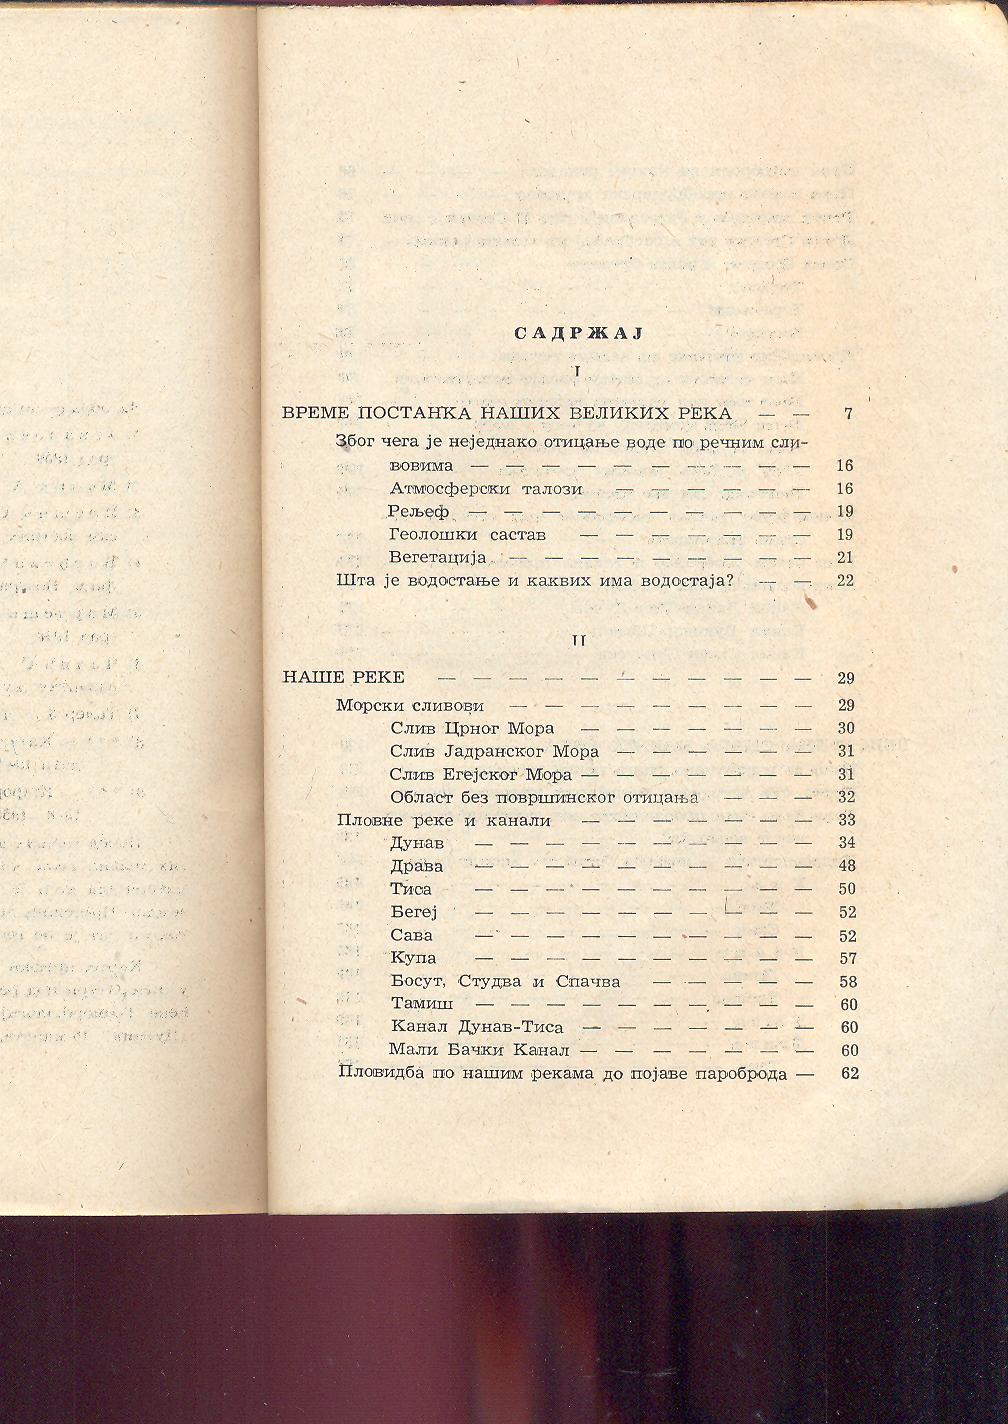 САДРЖАЈ
I
ВРЕМЕ ПОСТАНКА НАШИХ ВЕЛИКИХ РЕКА — — 7
Због чега је неједнако отицање воде по речним сли-
вовима — — — — — — — — — — 16
Атмосферски талози — — — — — — 16
Рељеф — — — — — — — — — — 19
Геолошки састав — — — — — — — 19
Вегетација — — — — — — — — — 21
Шта је водостање и каквих има водостаја? — — 22
II
НАШЕ РЕКЕ — — — — — — — — — — — 29
Морски сливови — — — — — — — — — 29
Слив Црног Мора — — — — — — — 30
Слив Јадранског Мора — — — — — — 31
Слив Егејског Мора — — — — — — — 31
Област без површинског отицања — — — 32
Пловне реке и канали — — — — — — — 33
Дунав — — — — — — — — — — 34
Драва — — — — — — — — — — 48
Тиса — — — — — — — — — — 50
Бегеј — — — — — — — — — — 52
Сава — — — — — — — — — — 52
Купа — — — — — — — — — — 57
Босут, Студва и Спачва — — — — — 58
Тамиш — — — — — — — — — — 60
Канал Дунав-Тиса — — — — — — — 60
Мали Бачки Канал — — — — — — — 60
Пловидба по нашим рекама до појаве пароброда — 62